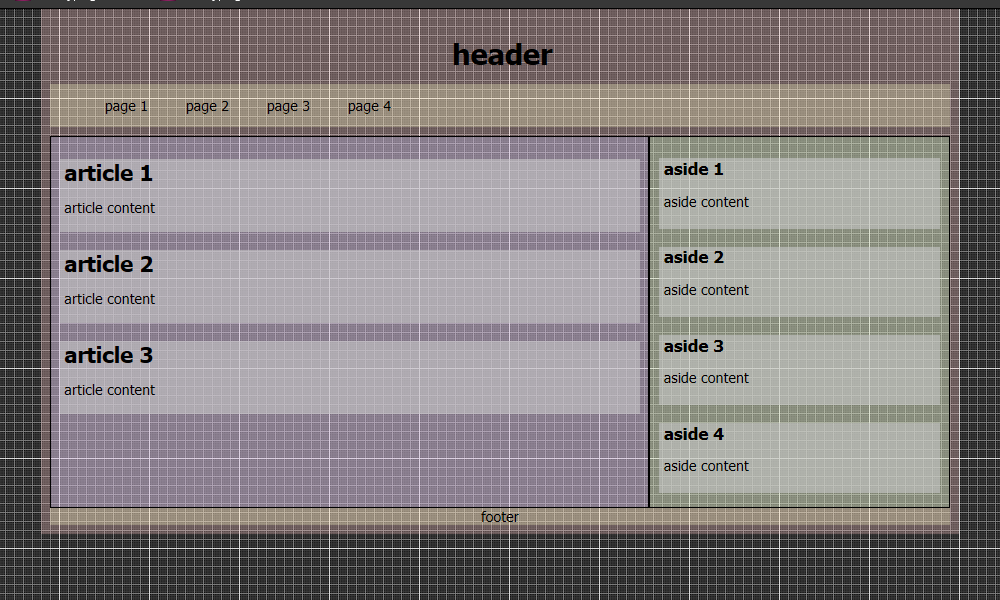 header
page 1 page 2 page 3 page 4
article 1
article content
article 2
article content
article 3
article content
aside 1
aside content
aside 2
aside content
aside 3
aside content
aside 4
aside content
footer